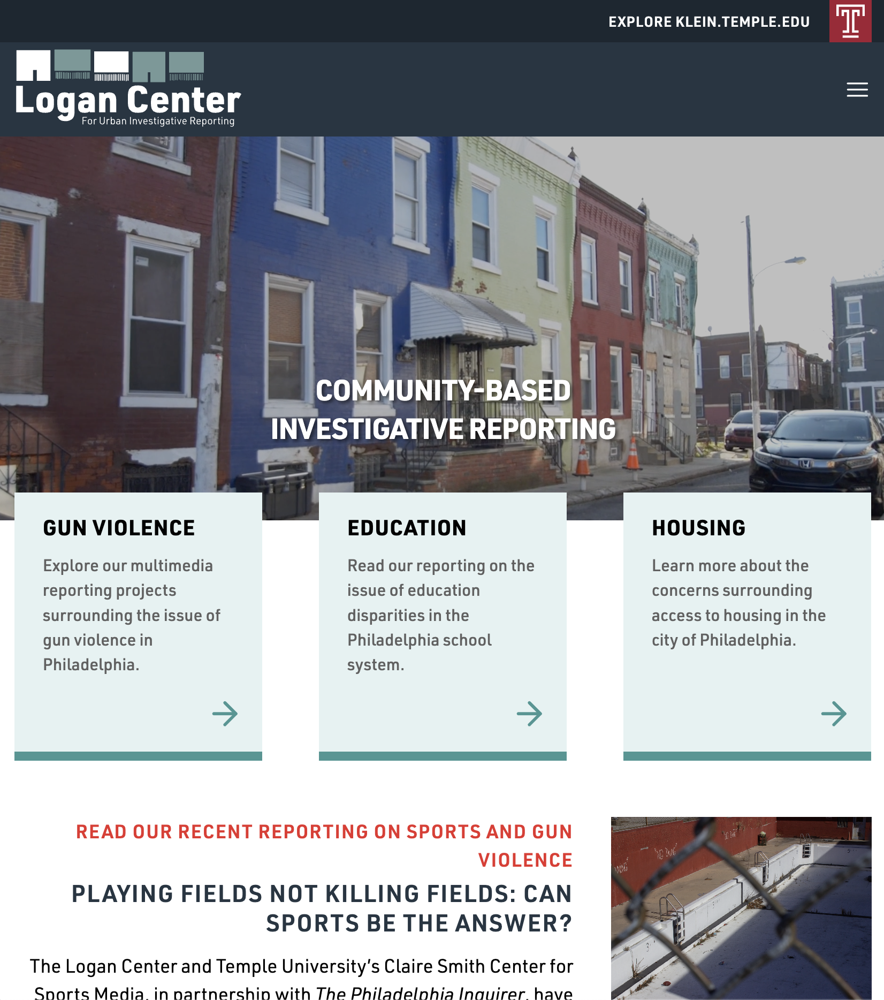 EXPLORE KLEIN.TEMPLE.EDU
T
Logan Center
For Urban Investigative Reporting
COMMUNITY-BASED
INVESTIGATIVE REPORTING
GUN VIOLENCE
Explore our multimedia
reporting projects
surrounding the issue of
gun violence in
Philadelphia.
EDUCATION
Read our reporting on the
issue of education
disparities in the
Philadelphia school
system.
HOUSING
Learn more about the
concerns surrounding
access to housing in the
city of Philadelphia.
READ OUR RECENT REPORTING ON SPORTS AND GUN
VIOLENCE
PLAYING FIELDS NOT KILLING FIELDS: CAN
SPORTS BE THE ANSWER?
The Logan Center and Temple University's Claire Smith Center for
Sports Media, in partnership with The Philadelphia Inquirer, have